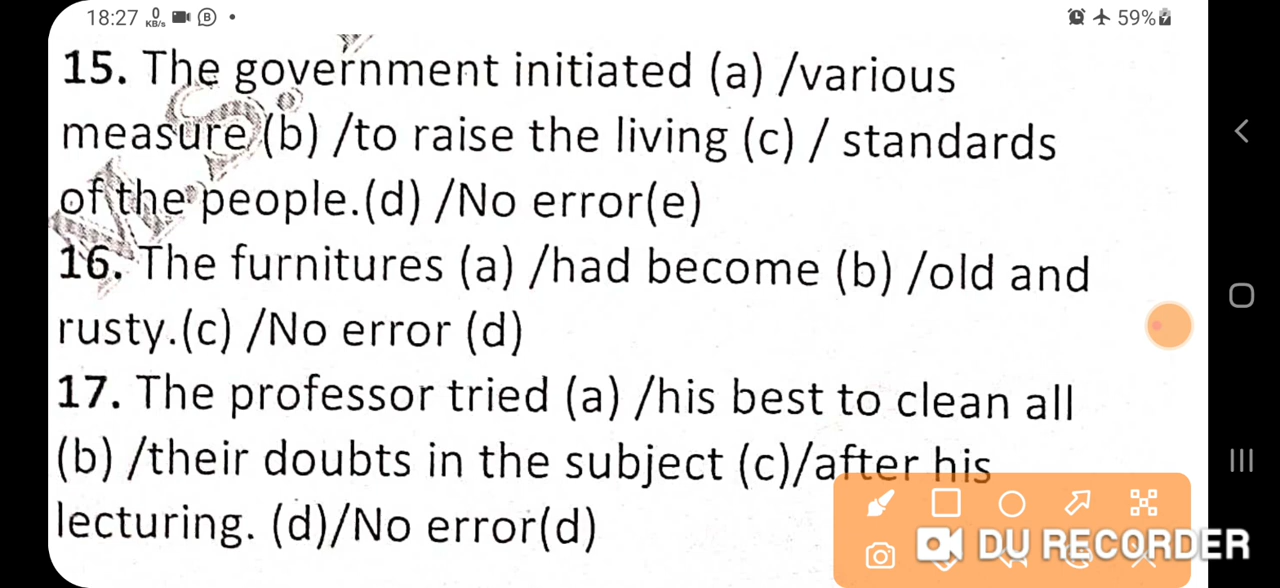 18:27 0 KB/s B • 59%
15. The government initiated (a) /various
measure (b) /to raise the living (c) / standards
of the people.(d) /No error(e)
16. The furnitures (a) /had become (b) /old and
rusty.(c) /No error (d)
17. The professor tried (a) /his best to clean all
(b) /their doubts in the subject (c)/after his
lecturing. (d)/No error(d)
DU RECORDER